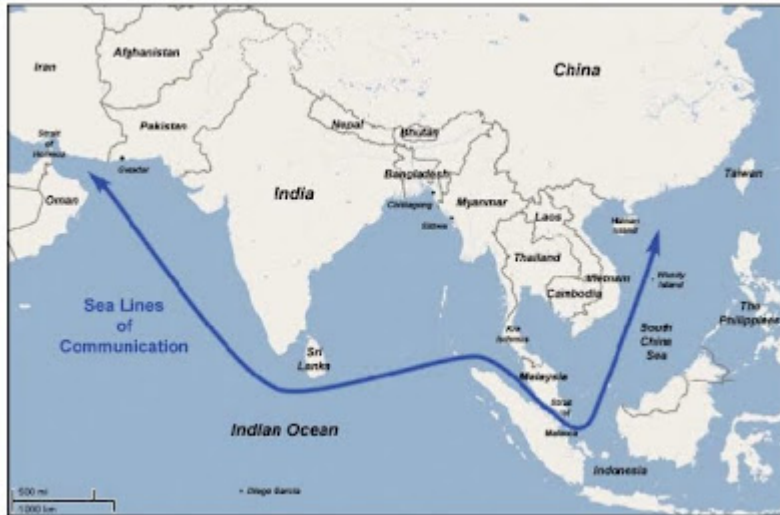 Afghanistan
China
Iran
Strait
of
Hormuz
Pakistan
Nepal
Bhutan
Gwadar
Bangladesh
Taiwan
Oman
India
Myanmar
Chittagong
Sittwe
Laos
Hainan
Island
Thailand
Vietnam
Woody
Island
Cambodia
The
Philippines
Sea Lines
of
Communication
Kra
Isthmus
South
China
Sea
Sri
Lanka
Malaysia
Strait
of
Malacca
Indian Ocean
Indonesia
Diego Garcia
500 mi
1000 km